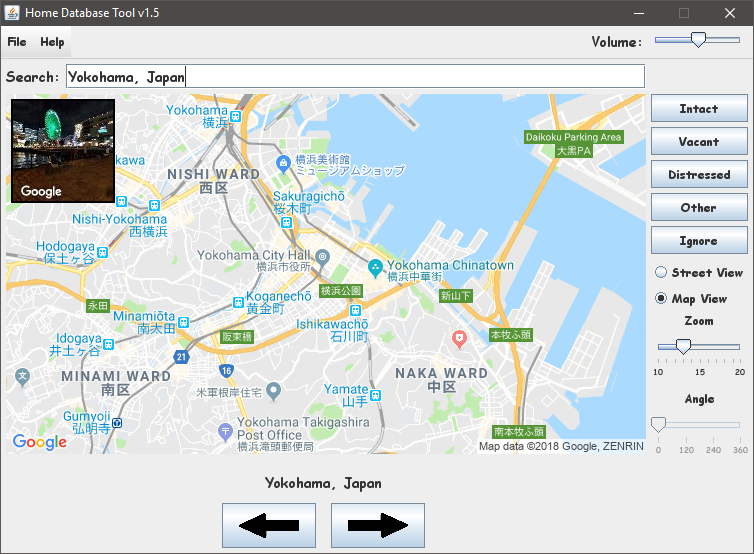 Home Database Tool v1.5
File Help
Volume:
Search: Yokohama, Japan
Intact
Vacant
Distressed
Other
Ignore
Street View
Map View
Zoom
10 15 20
Angle
0 120 240 360
Google
Yokohama
横浜
Daikoku Parking Area
大黒PA
横浜美術館
ミュージアムショップ
NISHI WARD
西区
Sakuragichō
桜木町
Nishi-Yokohama
西横浜
Hodogaya
保土ヶ谷
Yokohama City Hall
横浜市役所
Yokohama Chinatown
横浜中華街
横浜公園
新山下
永田
Koganechō
黄金町
Minamiōta
南太田
Ishikawachō
石川町
阪東橋
本牧ふ頭
Idogaya
井土ヶ谷
21
16
MINAMI WARD
南区
NAKA WARD
中区
米軍根岸住宅
Yamate
山手
Gumyoji
弘明寺
Yokohama Takigashira
Post Office
横浜滝頭郵便局
南本牧ふ頭
Google
Map data ©2018 Google, ZENRIN
Yokohama, Japan